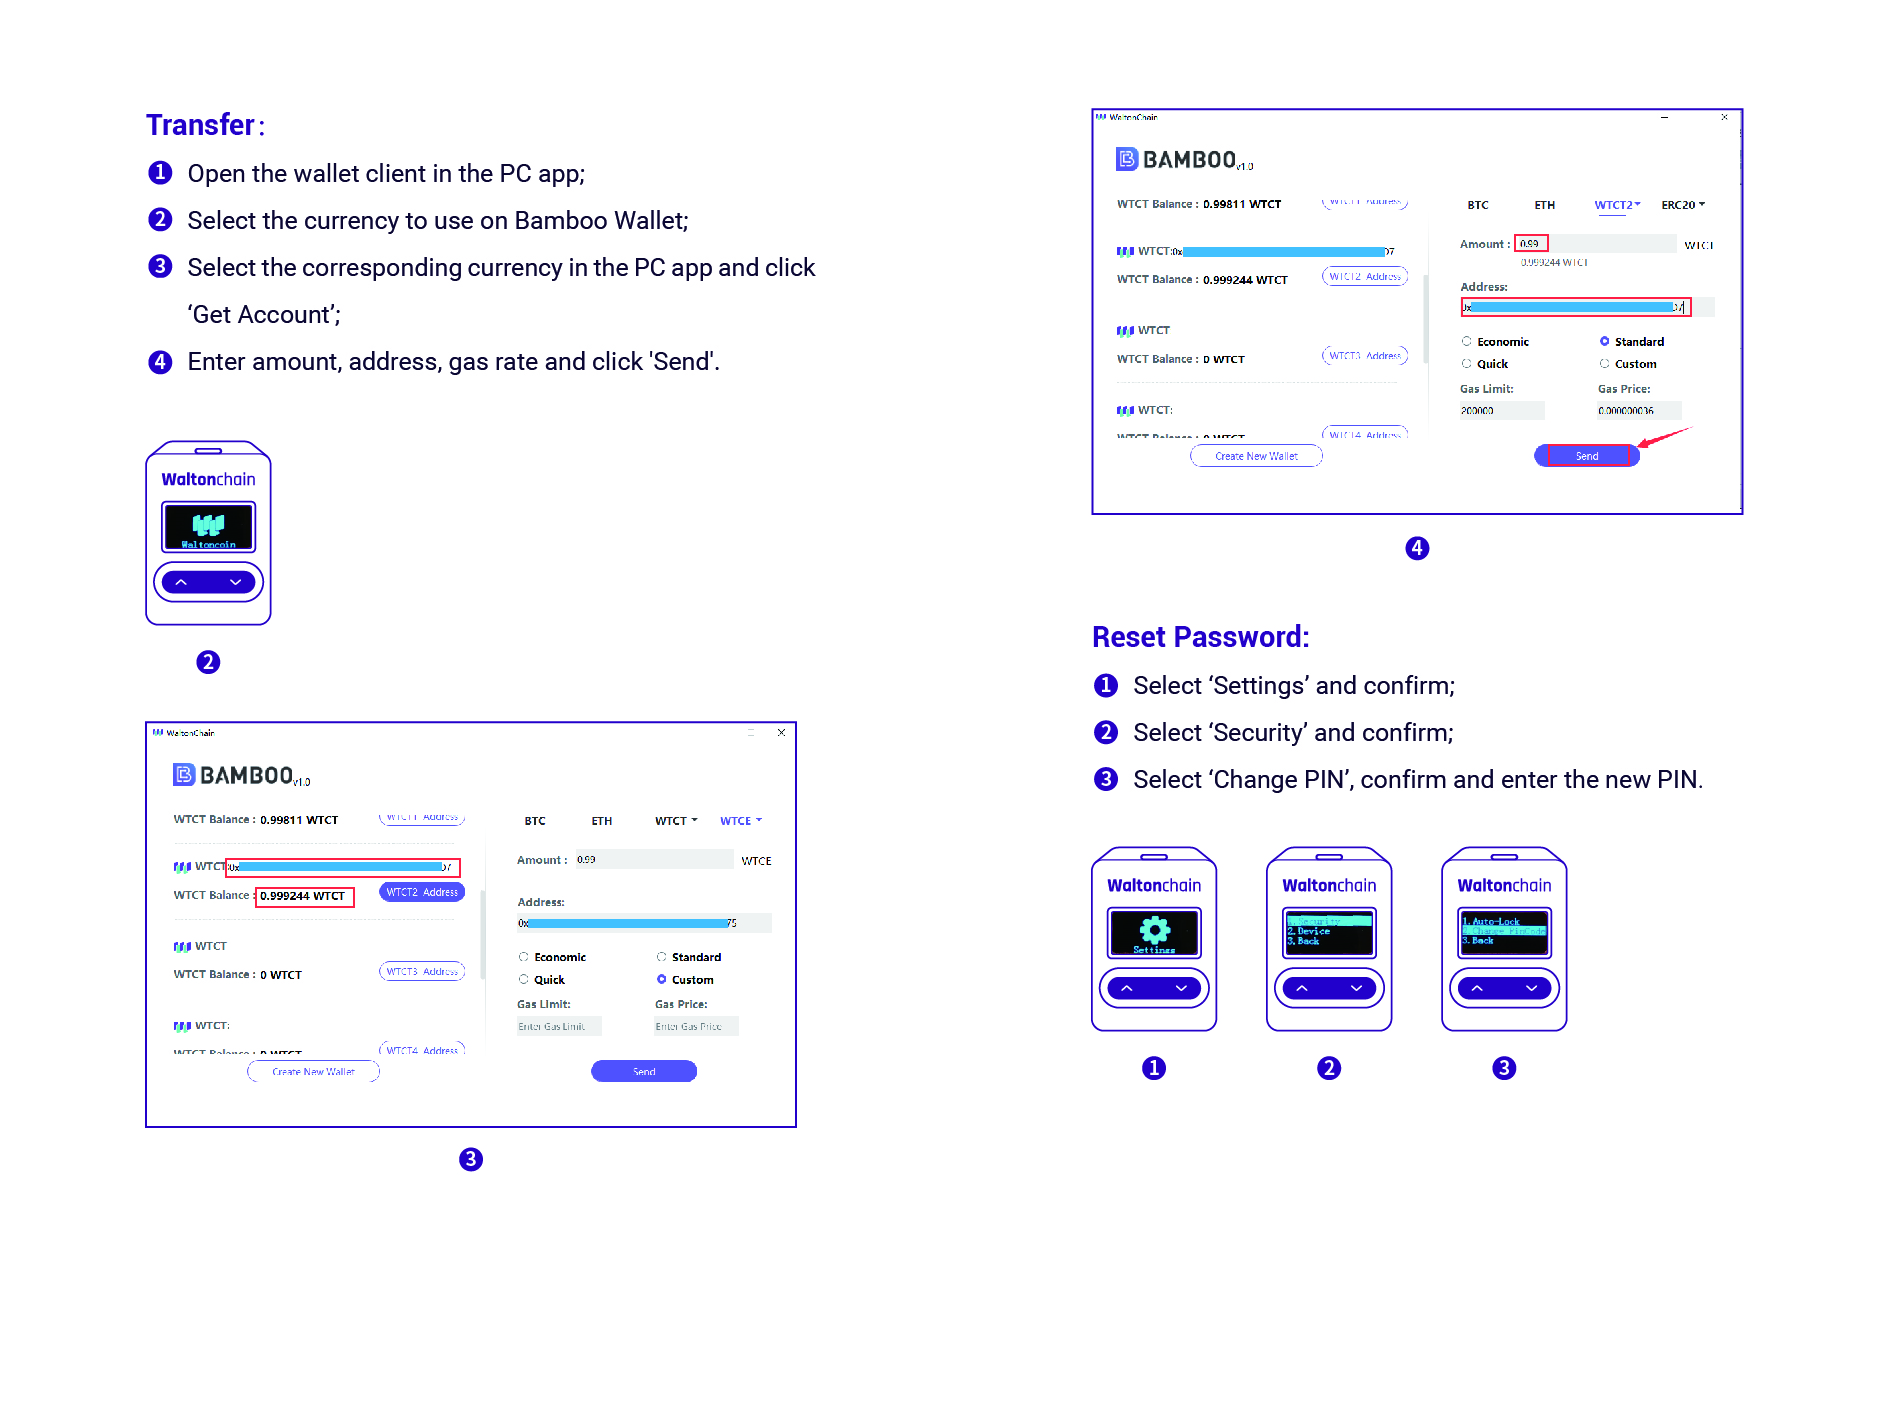 Transfer:
❶ Open the wallet client in the PC app;
❷ Select the currency to use on Bamboo Wallet;
❸ Select the corresponding currency in the PC app and click
‘Get Account’;
❹ Enter amount, address, gas rate and click 'Send'.
Waltonchain
Waltoncoin
❷
WaltonChain
BAMBOO v1.0
WTCT Balance : 0.99811 WTCT
WTCT1 Address
BTC ETH WTCT WTCE
Amount : 0.99 WTCE
WTCT:0x D7
WTCT Balance : 0.999244 WTCT
WTCT2 Address
Address:
0x 75
WTCT
WTCT Balance : 0 WTCT
WTCT3 Address
Economic Standard
Quick Custom
Gas Limit: Gas Price:
Enter Gas Limit Enter Gas Price
WTCT:
WTCT Balance : 0 WTCT
WTCT4 Address
Create New Wallet
Send
❸
WaltonChain
BAMBOO v1.0
WTCT Balance : 0.99811 WTCT
WTCT1 Address
BTC ETH WTCT2 ERC20
Amount : 0.99 WTCT
0.999244 WTCT
WTCT:0x D7
WTCT Balance : 0.999244 WTCT
WTCT2 Address
Address:
0x D7
WTCT
WTCT Balance : 0 WTCT
WTCT3 Address
Economic Standard
Quick Custom
Gas Limit: Gas Price:
200000 0.000000036
WTCT:
WTCT Balance : 0 WTCT
WTCT4 Address
Create New Wallet
Send
❹
Reset Password:
❶ Select ‘Settings’ and confirm;
❷ Select ‘Security’ and confirm;
❸ Select ‘Change PIN’, confirm and enter the new PIN.
Waltonchain
Settings
❶
Waltonchain
1.Security
2.Device
3.Back
❷
Waltonchain
1.Auto-Lock
2.Change PinCode
3.Back
❸